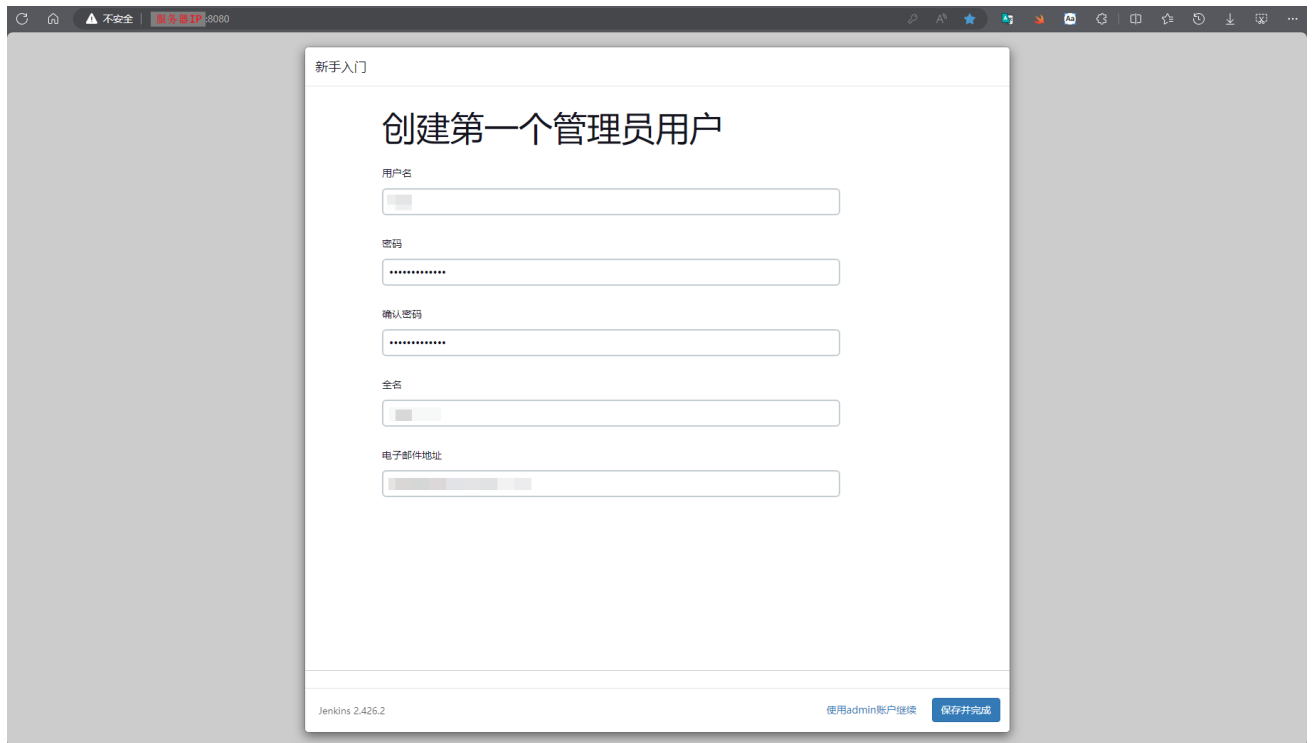 不安全 服务器IP:8080
新手入门
创建第一个管理员用户
用户名
密码
•••••••••••••
确认密码
•••••••••••••
全名
电子邮件地址
Jenkins 2.426.2
使用admin账户继续
保存并完成